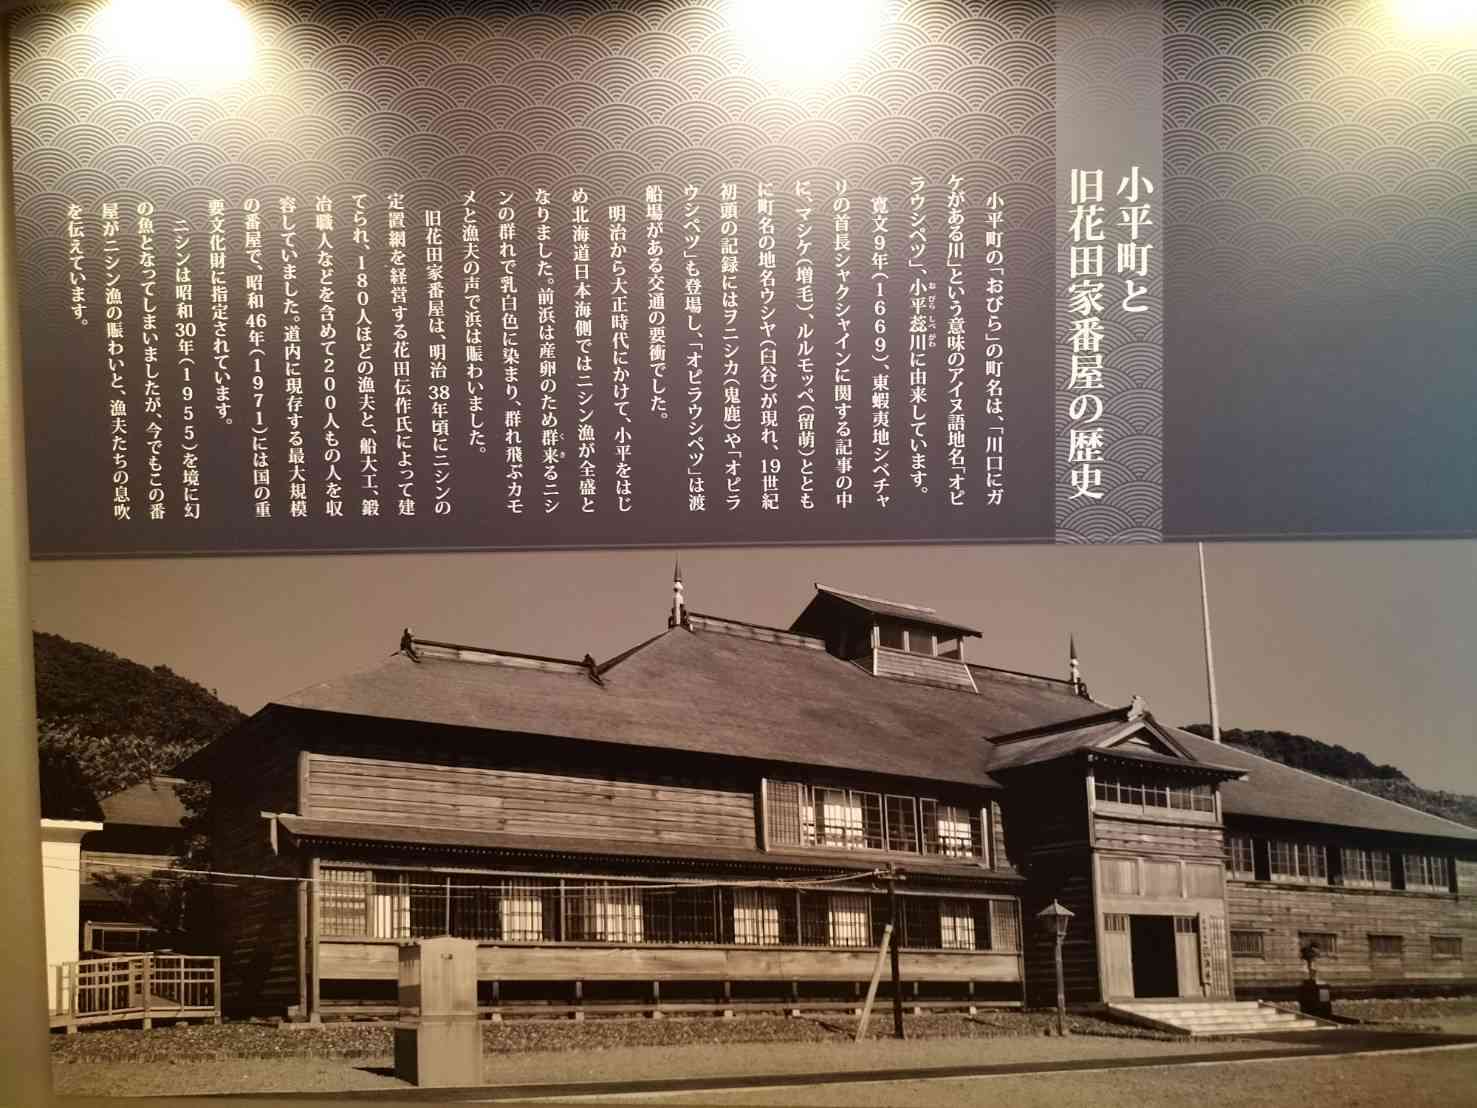 小平町と
旧花田家番屋の歴史
小平町の「おびら」の町名は、「川口にガ
ケがある川」という意味のアイヌ語地名「オピ
ラウシペツ」、小平蘂川に由来しています。
おびらしべがわ
寛文9年(1669)、東蝦夷地シベチャ
リの首長シャクシャインに関する記事の中
に、マシケ(増毛)、ルルモッペ(留萌)ととも
に町名の地名ウシヤ(臼谷)が現れ、19世紀
初頭の記録にはヲニシカ(鬼鹿)や「オピラ
ウシペツ」も登場し、「オピラウシペツ」は渡
船場がある交通の要衝でした。
明治から大正時代にかけて、小平をはじ
め北海道日本海側ではニシン漁が全盛と
なりました。前浜は産卵のため群来るニシ
くき
ンの群れで乳白色に染まり、群れ飛ぶカモ
メと漁夫の声で浜は賑わいました。
旧花田家番屋は、明治38年頃にニシンの
定置網を経営する花田伝作氏によって建
てられ、180人ほどの漁夫と、船大工、鍛
冶職人などを含めて200人もの人を収
容していました。道内に現存する最大規模
の番屋で、昭和46年(1971)には国の重
要文化財に指定されています。
ニシンは昭和30年(1955)を境に幻
の魚となってしまいましたが、今でもこの番
屋がニシン漁の賑わいと、漁夫たちの息吹
を伝えています。